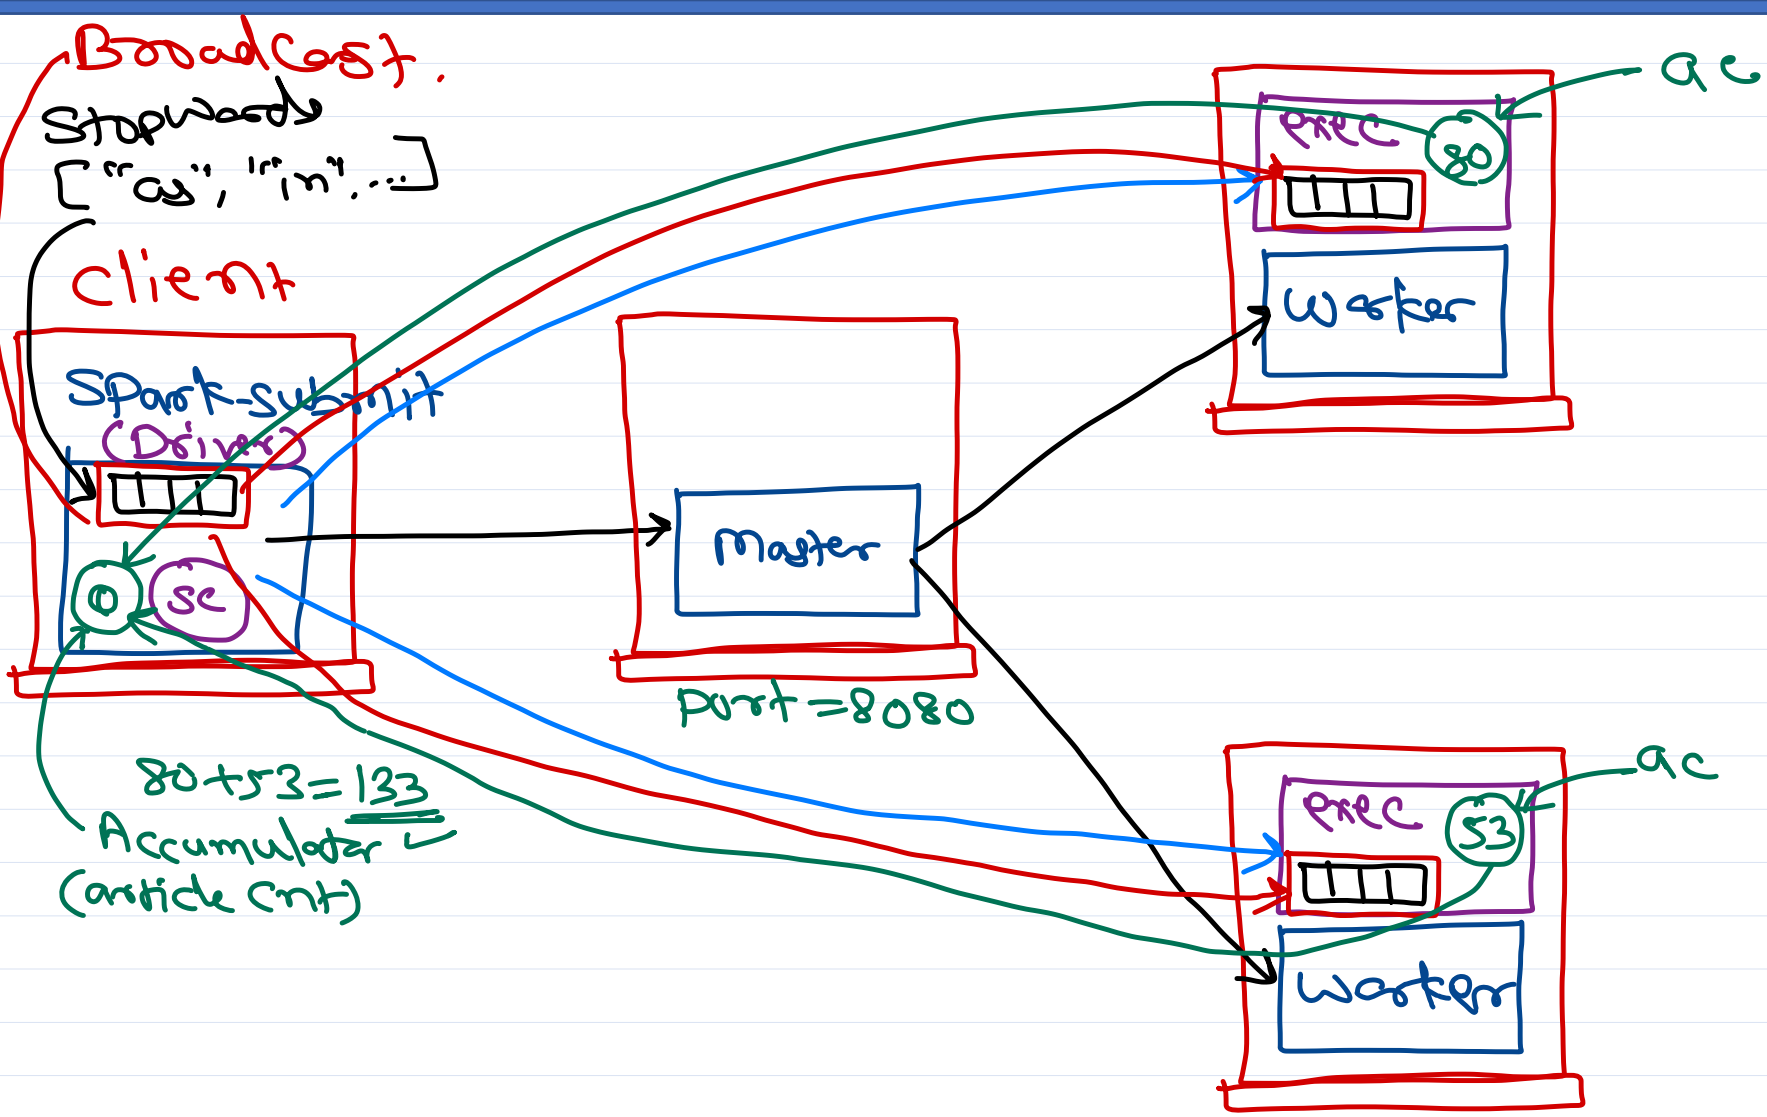 BroadCast.
Stopwords
["as", "in", ...]
Client
Spark-submit
(Driver)
0
sc
80+53=133
Accumulator
(article Cnt)
Master
Port=8080
ac
exec
80
Worker
ac
exec
53
Worker